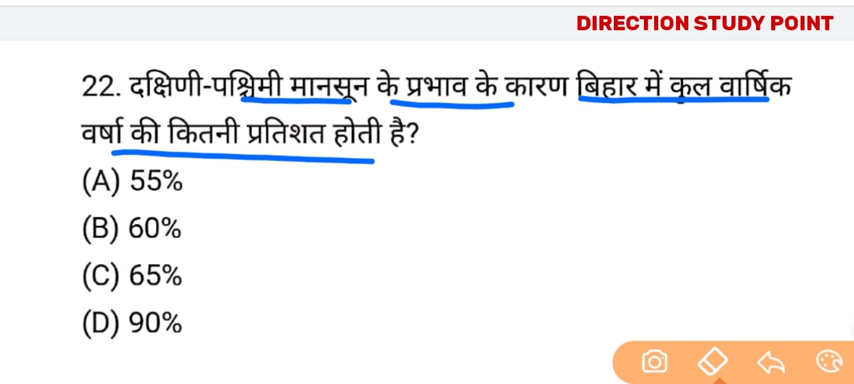 DIRECTION STUDY POINT
22. दक्षिणी-पश्चिमी मानसून के प्रभाव के कारण बिहार में कुल वार्षिक
वर्षा की कितनी प्रतिशत होती है?
(A) 55%
(B) 60%
(C) 65%
(D) 90%